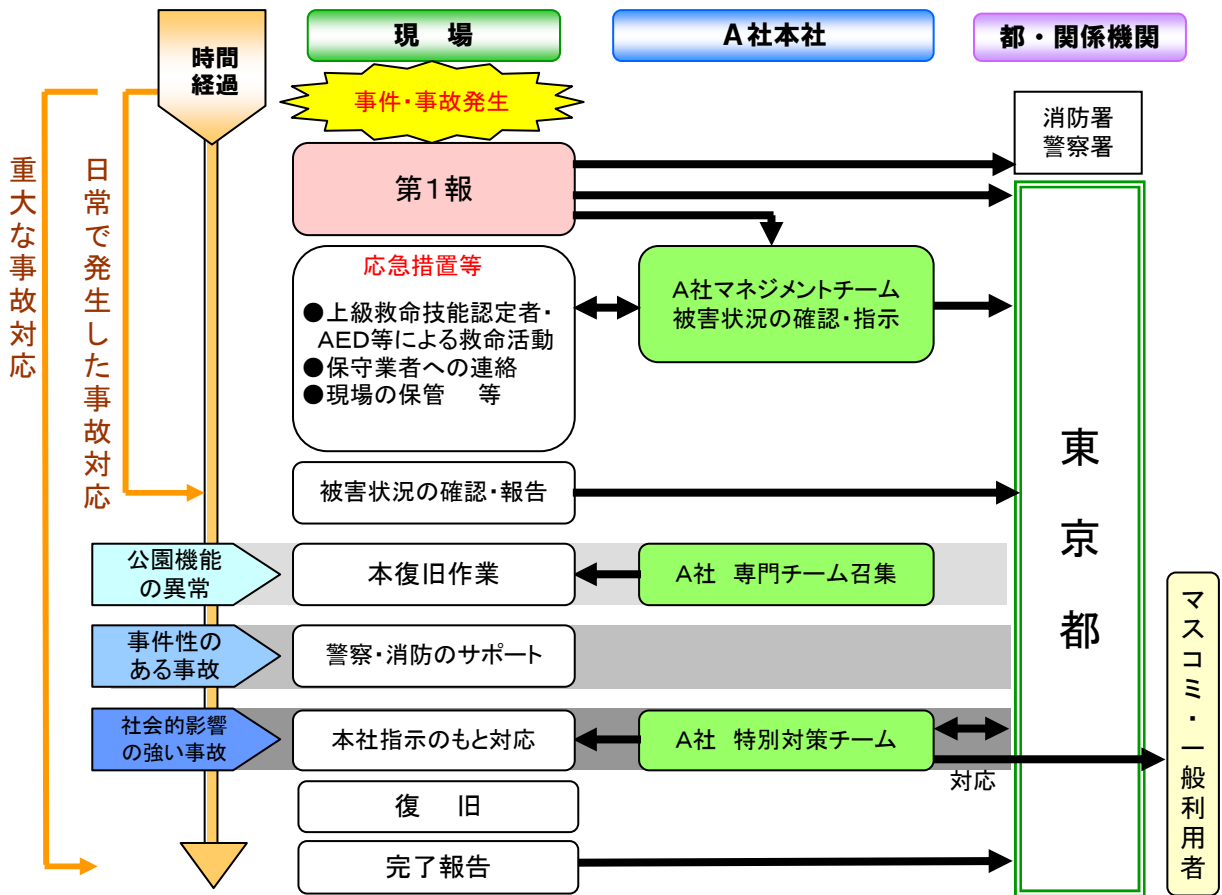 時間
経過
現 場
A社本社
都・関係機関
事件・事故発生
消防署
警察署
重大な事故対応
日常で発生した事故対応
第1報
応急措置等
●上級救命技能認定者・
AED等による救命活動
●保守業者への連絡
●現場の保管 等
A社マネジメントチーム
被害状況の確認・指示
東京都
被害状況の確認・報告
公園機能
の異常
本復旧作業
A社 専門チーム召集
事件性の
ある事故
警察・消防のサポート
社会的影響
の強い事故
本社指示のもと対応
A社 特別対策チーム
対応
マスコミ・一般利用者
復 旧
完了報告